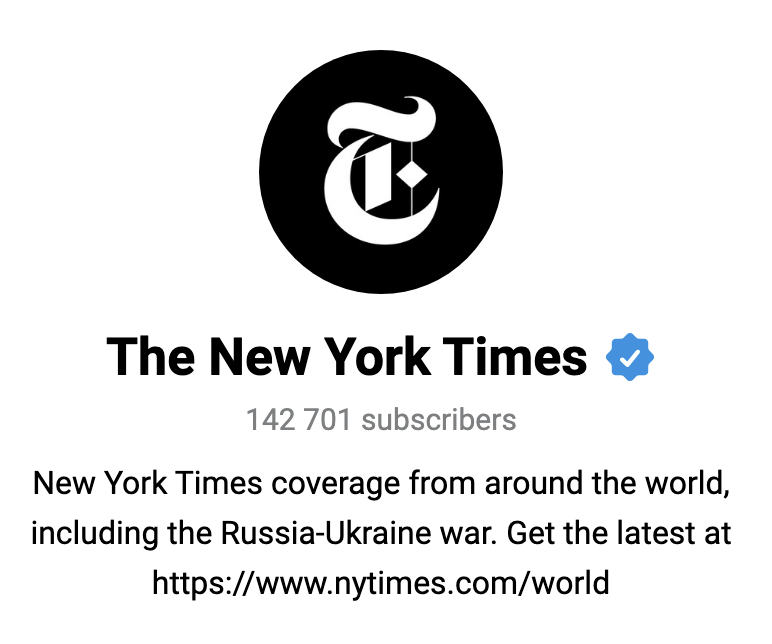 The New York Times
142 701 subscribers
New York Times coverage from around the world,
including the Russia-Ukraine war. Get the latest at
https://www.nytimes.com/world